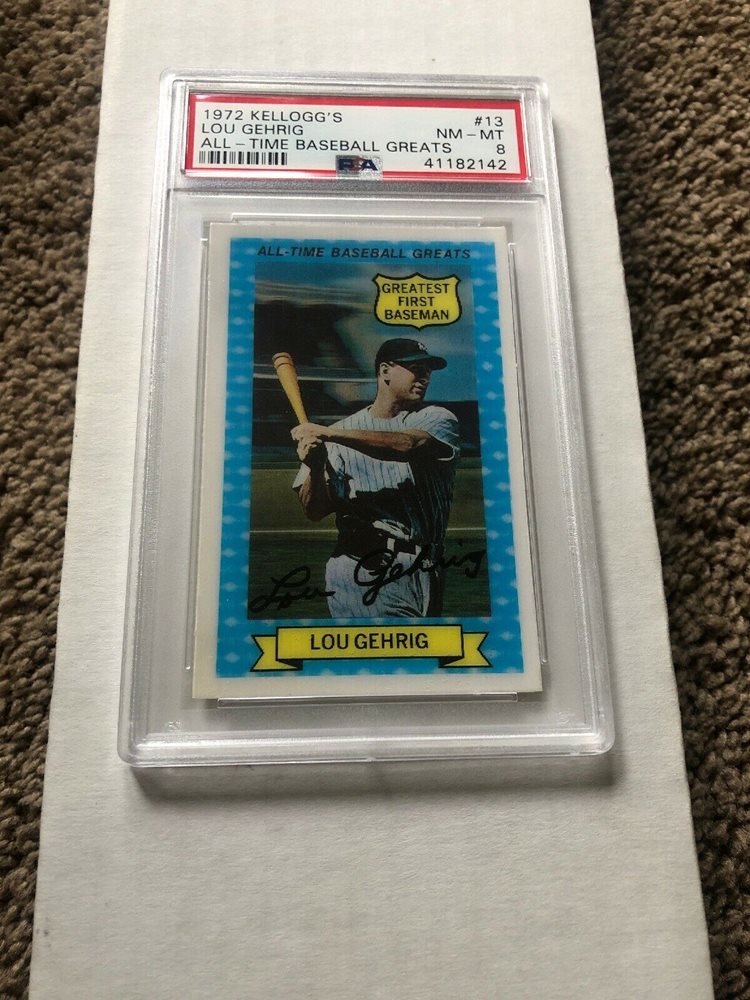 1972 KELLOGG'S #13
LOU GEHRIG NM-MT
ALL-TIME BASEBALL GREATS 8
PSA 41182142
ALL-TIME BASEBALL GREATS
GREATEST
FIRST
BASEMAN
Lou Gehrig
LOU GEHRIG